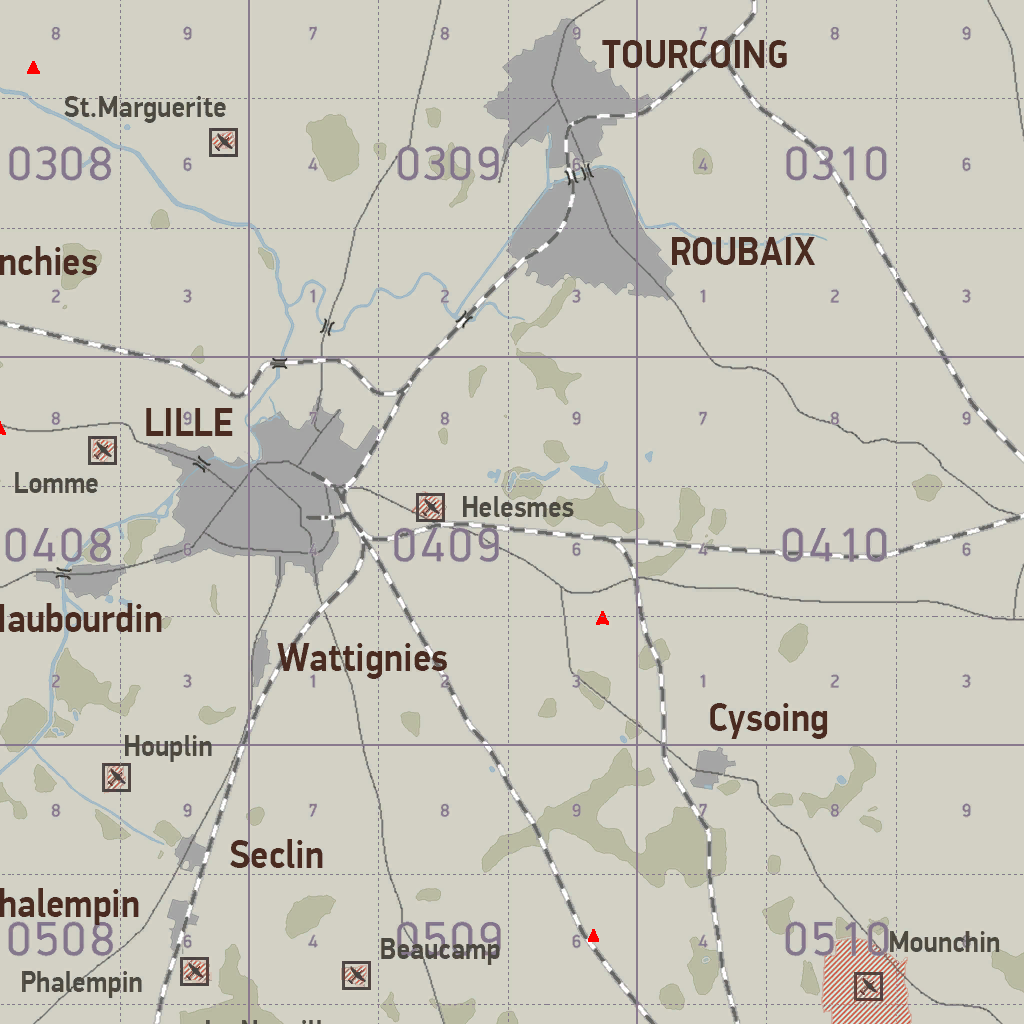 8 9 7 8 9 7 8 9
TOURCOING
St.Marguerite
0308 6 4 0309 6 4 0310 6
ROUBAIX
nchies
2 3 1 2 3 1 2 3
LILLE
8 9 7 8 9 7 8 9
Lomme
Helesmes
0408 6 4 0409 6 4 0410 6
Haubourdin
Wattignies
2 3 1 2 3 1 2 3
Cysoing
Houplin
8 9 7 8 9 7 8 9
Seclin
halempin
0508 6 4 0509 6 4 0510
Beaucamp
Mounchin
Phalempin